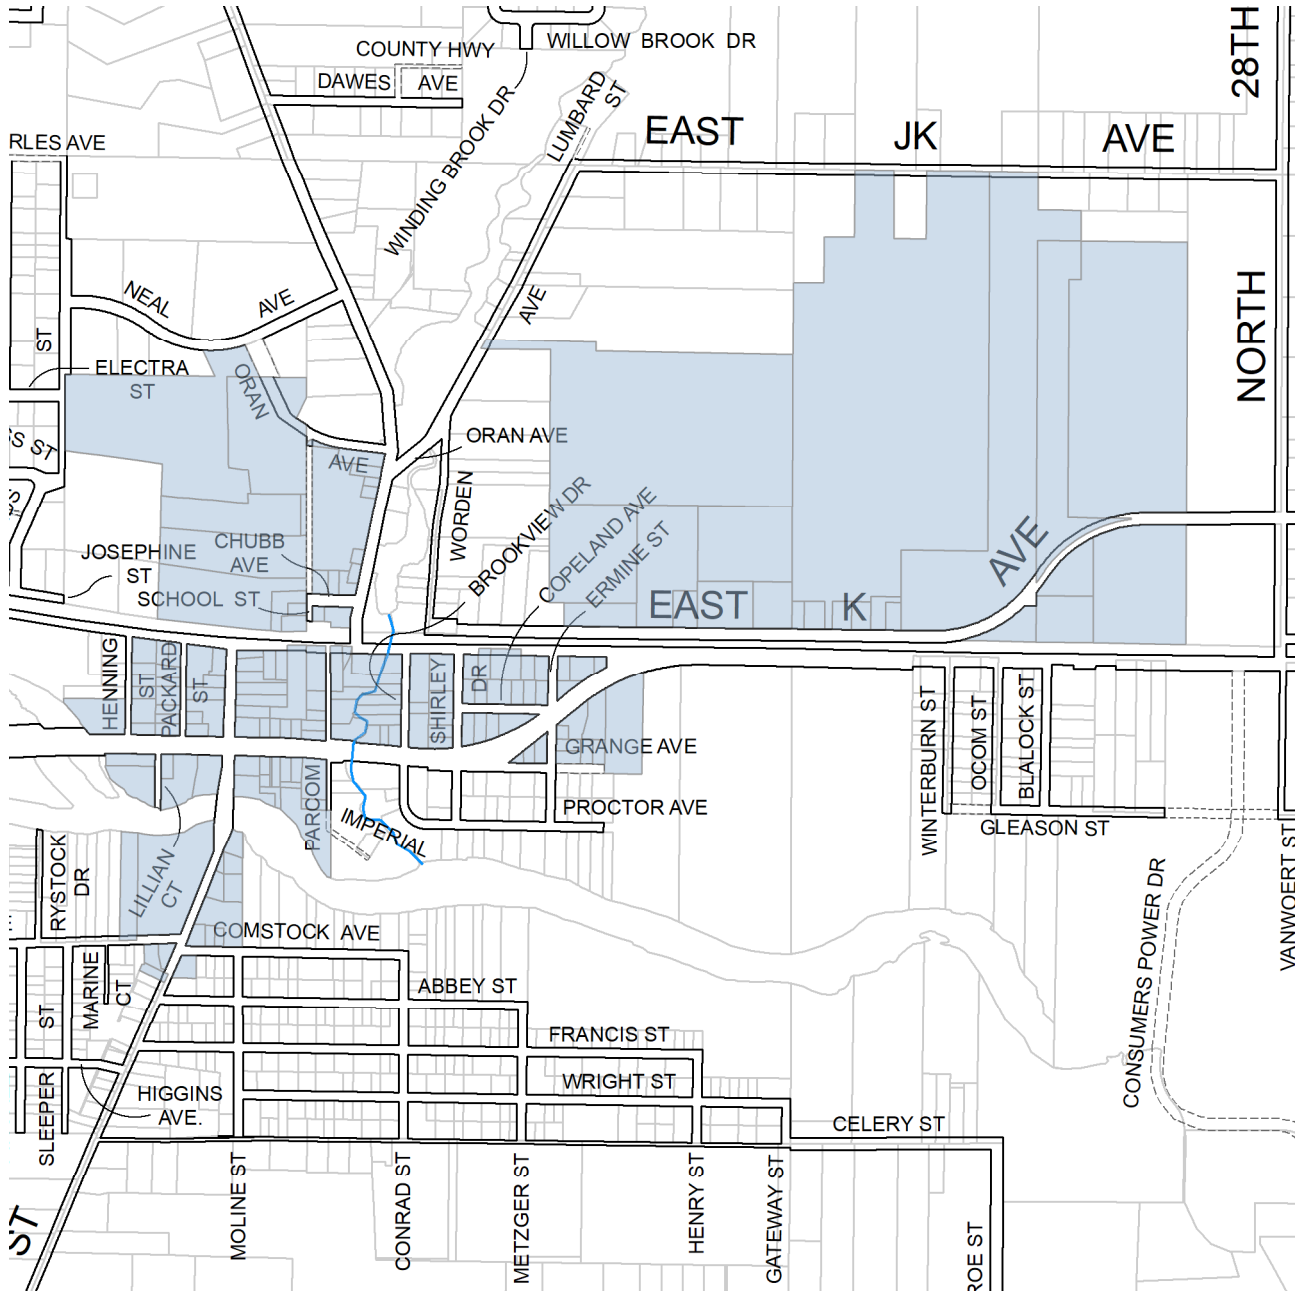 WILLOW BROOK DR
COUNTY HWY
DAWES AVE
28TH
WINDING BROOK DR
LUMBARD
ST
EAST JK AVE
RLES AVE
NEAL AVE
AVE
NORTH
ST
ELECTRA
ST
ORAN
AVE
ORAN AVE
SS ST
WORDEN
BROOKVIEW DR
COPELAND AVE
ERMINE ST
CHUBB
AVE
JOSEPHINE
ST
SCHOOL ST
EAST K AVE
HENNING
ST
PACKARD
ST
SHIRLEY
DR
GRANGE AVE
PARCOM
PROCTOR AVE
IMPERIAL
WINTERBURN ST
OCOM ST
BLALOCK ST
GLEASON ST
VANWOERT ST
CONSUMERS POWER DR
RYSTOCK
DR
LILLIAN
CT
COMSTOCK AVE
MARINE
CT
ST
ABBEY ST
FRANCIS ST
WRIGHT ST
SLEEPER
HIGGINS
AVE.
CELERY ST
MOLINE ST
CONRAD ST
METZGER ST
HENRY ST
GATEWAY ST
ROE ST
ST